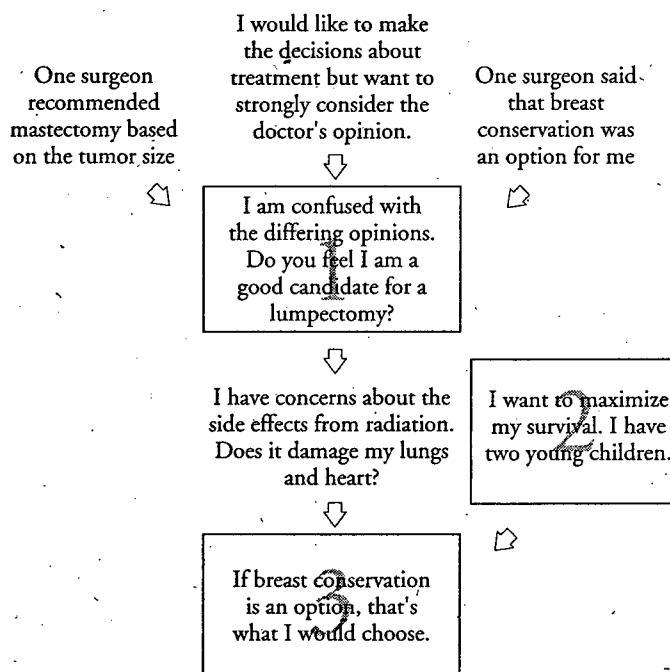 I would like to make
the decisions about
treatment but want to
strongly consider the
doctor's opinion.
One surgeon
recommended
mastectomy based
on the tumor size
One surgeon said
that breast
conservation was
an option for me
I am confused with
the differing opinions.
Do you feel I am a
good candidate for a
lumpectomy?
1
I have concerns about the
side effects from radiation.
Does it damage my lungs
and heart?
I want to maximize
my survival. I have
two young children.
2
If breast conservation
is an option, that's
what I would choose.
3